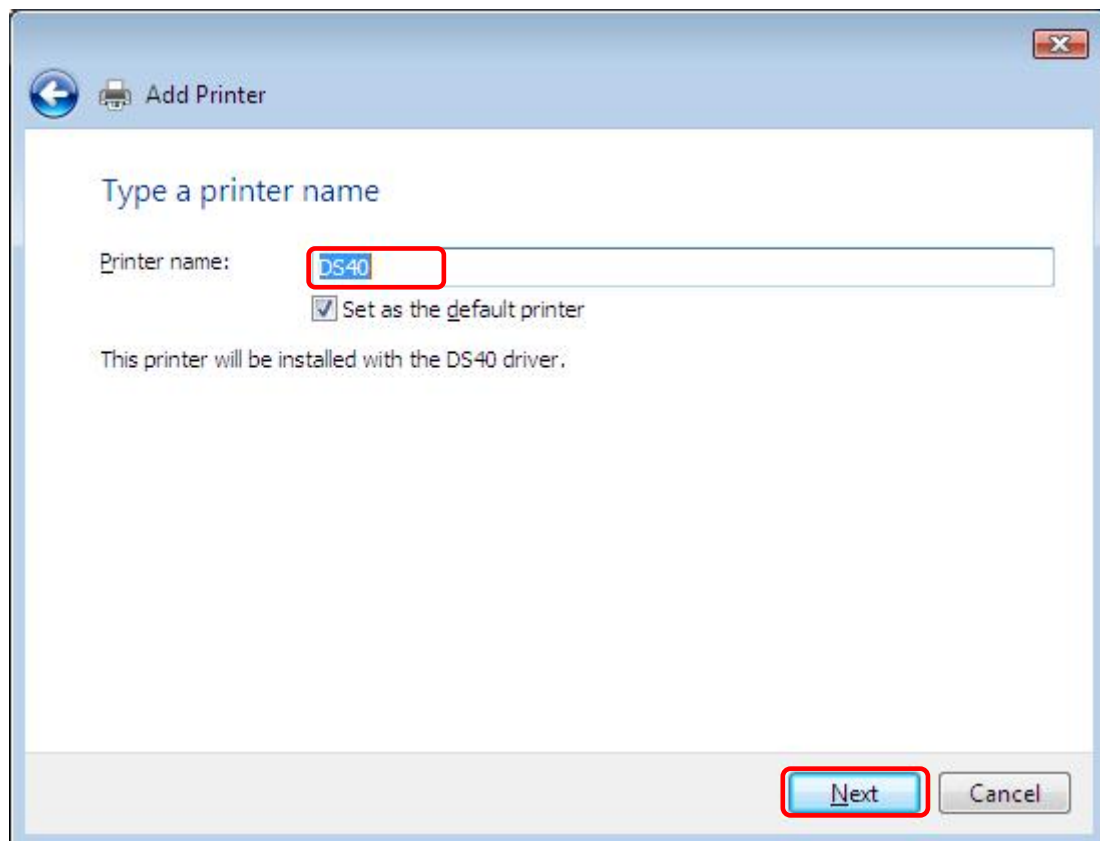 Add Printer
Type a printer name
Printer name: DS40
Set as the default printer
This printer will be installed with the DS40 driver.
Next Cancel